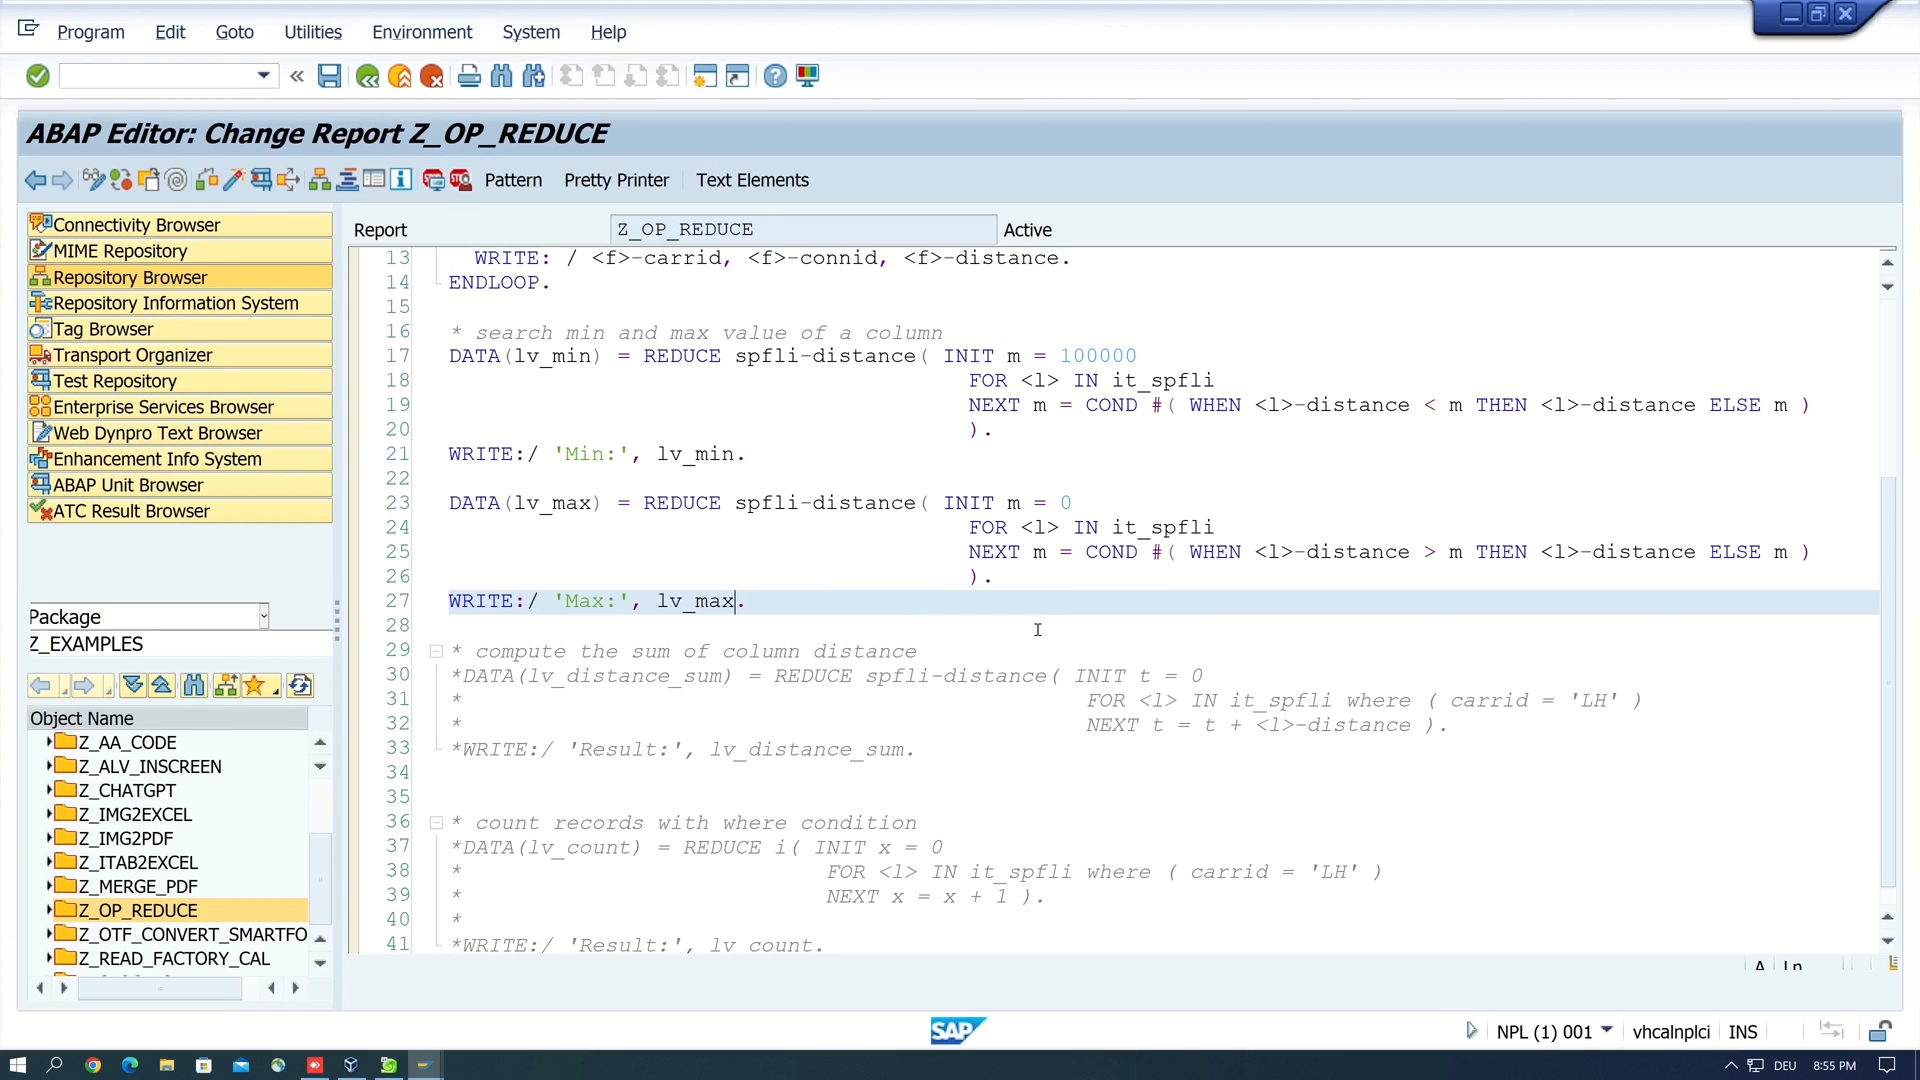 Program Edit Goto Utilities Environment System Help
ABAP Editor: Change Report Z_OP_REDUCE
Pattern Pretty Printer Text Elements
Connectivity Browser
MIME Repository
Repository Browser
Repository Information System
Tag Browser
Transport Organizer
Test Repository
Enterprise Services Browser
Web Dynpro Text Browser
Enhancement Info System
ABAP Unit Browser
ATC Result Browser
Package
Z_EXAMPLES
Object Name
Z_AA_CODE
Z_ALV_INSCREEN
Z_CHATGPT
Z_IMG2EXCEL
Z_IMG2PDF
Z_ITAB2EXCEL
Z_MERGE_PDF
Z_OP_REDUCE
Z_OTF_CONVERT_SMARTFO
Z_READ_FACTORY_CAL
Report Z_OP_REDUCE Active
13 WRITE: / <f>-carrid, <f>-connid, <f>-distance.
14 ENDLOOP.
15
16 * search min and max value of a column
17 DATA(lv_min) = REDUCE spfli-distance( INIT m = 100000
18 FOR <l> IN it_spfli
19 NEXT m = COND #( WHEN <l>-distance < m THEN <l>-distance ELSE m )
20 ).
21 WRITE:/ 'Min:', lv_min.
22
23 DATA(lv_max) = REDUCE spfli-distance( INIT m = 0
24 FOR <l> IN it_spfli
25 NEXT m = COND #( WHEN <l>-distance > m THEN <l>-distance ELSE m )
26 ).
27 WRITE:/ 'Max:', lv_max.
28
29 * compute the sum of column distance
30 *DATA(lv_distance_sum) = REDUCE spfli-distance( INIT t = 0
31 * FOR <l> IN it_spfli where ( carrid = 'LH' )
32 * NEXT t = t + <l>-distance ).
33 *WRITE:/ 'Result:', lv_distance_sum.
34
35
36 * count records with where condition
37 *DATA(lv_count) = REDUCE i( INIT x = 0
38 * FOR <l> IN it_spfli where ( carrid = 'LH' )
39 * NEXT x = x + 1 ).
40 *
41 *WRITE:/ 'Result:', lv_count.
SAP
NPL (1) 001 vhcalnplci INS
DEU 8:55 PM